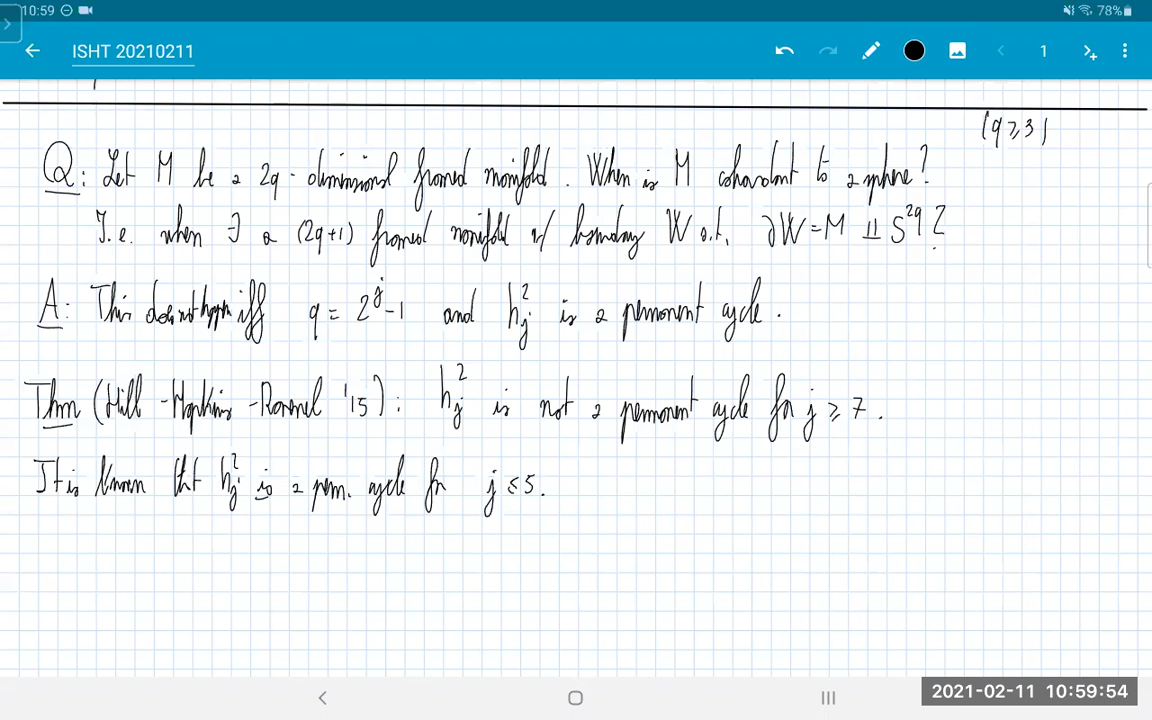 10:59 78%
ISHT 20210211 1
(q ≥ 3)
Q: Let M be a 2q-dimensional framed manifold. When is M cobordant to a sphere?
I.e. when ∃ a (2q+1) framed manifold w/ boundary W s.t. ∂W = M ⨿ S^{2q}?
A: This does not happen iff q = 2^j - 1 and h_j^2 is a permanent cycle.
Thm (Hill-Hopkins-Ravenel '15): h_j^2 is not a permanent cycle for j ≥ 7.
It is known tht h_j^2 is a perm. cycle for j ≤ 5.
2021-02-11 10:59:54